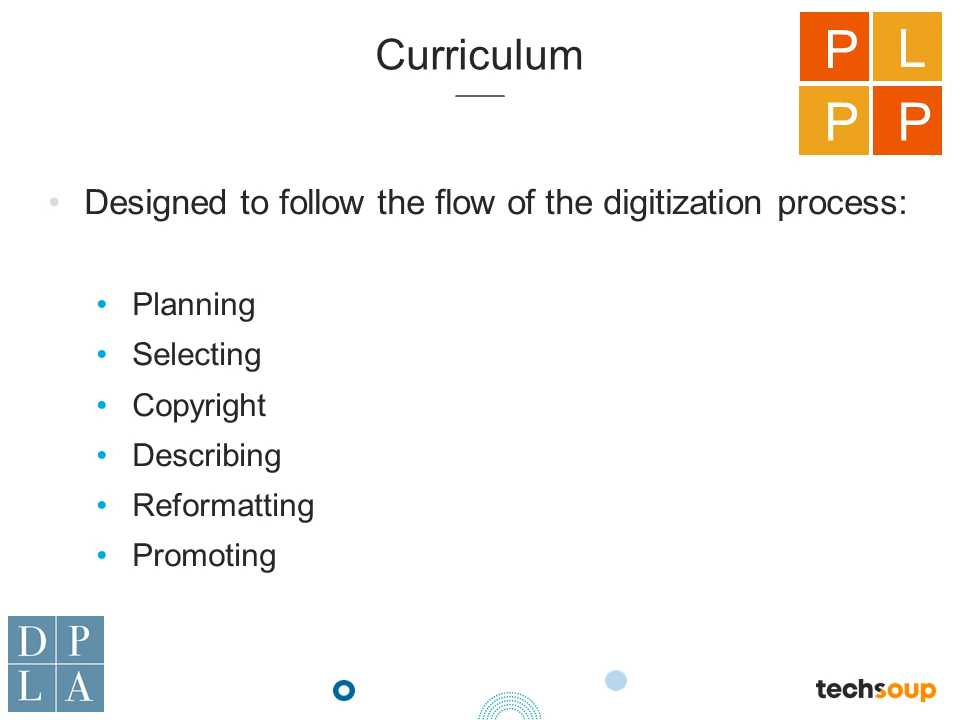 Curriculum
P L
P P
• Designed to follow the flow of the digitization process:
• Planning
• Selecting
• Copyright
• Describing
• Reformatting
• Promoting
D P
L A
techsoup